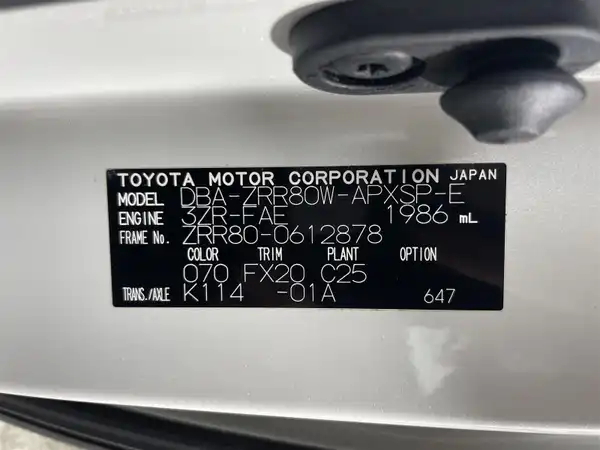 TOYOTA MOTOR CORPORATION JAPAN
MODEL DBA-ZRR80W-APXSP-E
ENGINE 3ZR-FAE 1986 mL
FRAME No. ZRR80-0612878
COLOR TRIM PLANT OPTION
070 FX20 C25
TRANS./AXLE K114 -01A 647